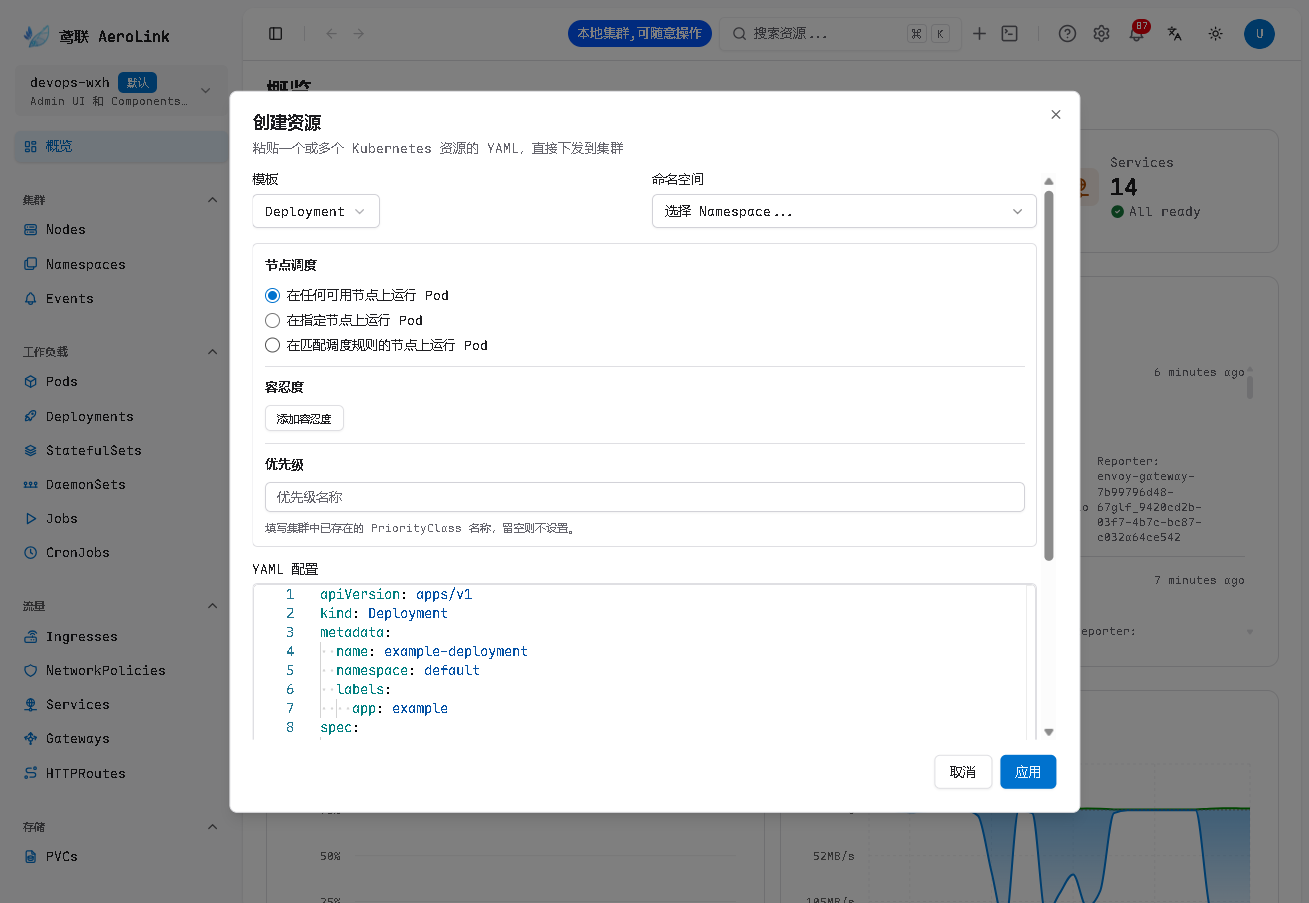 鸢联 AeroLink
本地集群,可随意操作
搜索资源...
⌘ K
87
U
devops-wxh 默认
Admin UI 和 Components…
概览
概览
集群
Nodes
Namespaces
Events
工作负载
Pods
Deployments
StatefulSets
DaemonSets
Jobs
CronJobs
流量
Ingresses
NetworkPolicies
Services
Gateways
HTTPRoutes
存储
PVCs
创建资源
粘贴一个或多个 Kubernetes 资源的 YAML，直接下发到集群
模板
命名空间
Deployment
选择 Namespace...
节点调度
在任何可用节点上运行 Pod
在指定节点上运行 Pod
在匹配调度规则的节点上运行 Pod
容忍度
添加容忍度
优先级
优先级名称
填写集群中已存在的 PriorityClass 名称，留空则不设置。
YAML 配置
1 apiVersion: apps/v1
2 kind: Deployment
3 metadata:
4 name: example-deployment
5 namespace: default
6 labels:
7 app: example
8 spec:
取消
应用
Services
14
All ready
6 minutes ago
Reporter:
envoy-gateway-
7b99796d48-
67glf_9420cd2b-
03f7-4b7c-bc87-
c032a64ce542
7 minutes ago
eporter:
50%
25%
52MB/s
105MB/s